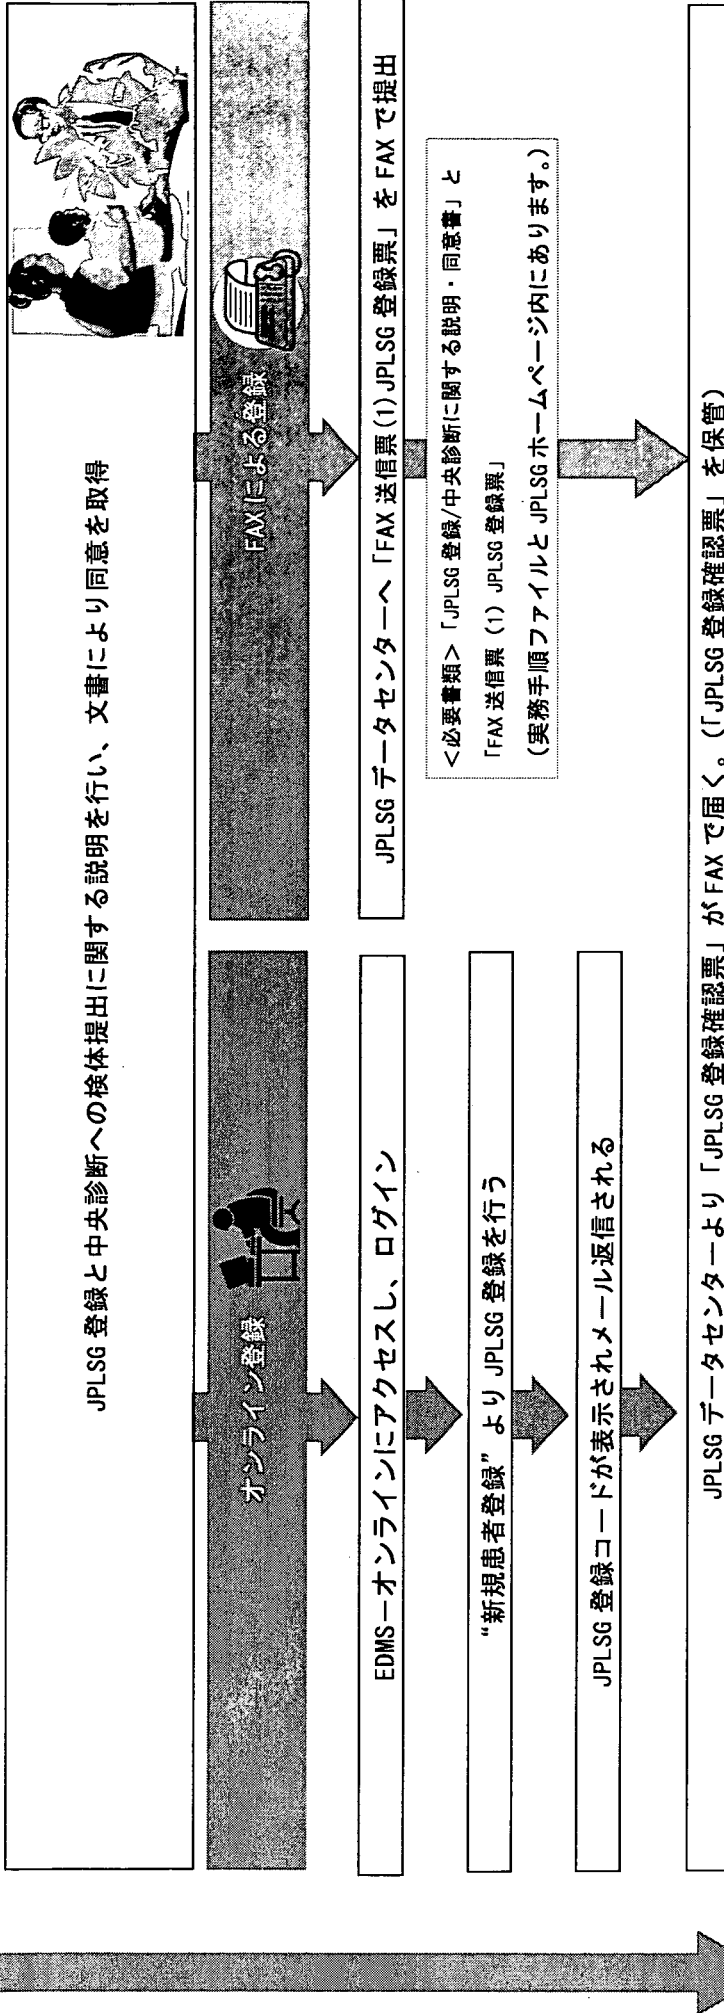 JPLSG 登録と中央診断への検体提出に関する説明を行い、文書により同意を取得
オンライン登録
EDMS－オンラインにアクセスし、ログイン
“新規患者登録” より JPLSG 登録を行う
JPLSG 登録コードが表示されメール返信される
FAXによる登録
JPLSG データセンターへ「FAX 送信票(1)JPLSG 登録票」を FAX で提出
＜必要書類＞「JPLSG 登録/中央診断に関する説明・同意書」と
「FAX 送信票 (1) JPLSG 登録票」
(実務手順ファイルと JPLSG ホームページ内にあります。)
JPLSG データセンターより「JPLSG 登録確認票」が FAX で届く。(「JPLSG 登録確認票」を保管)